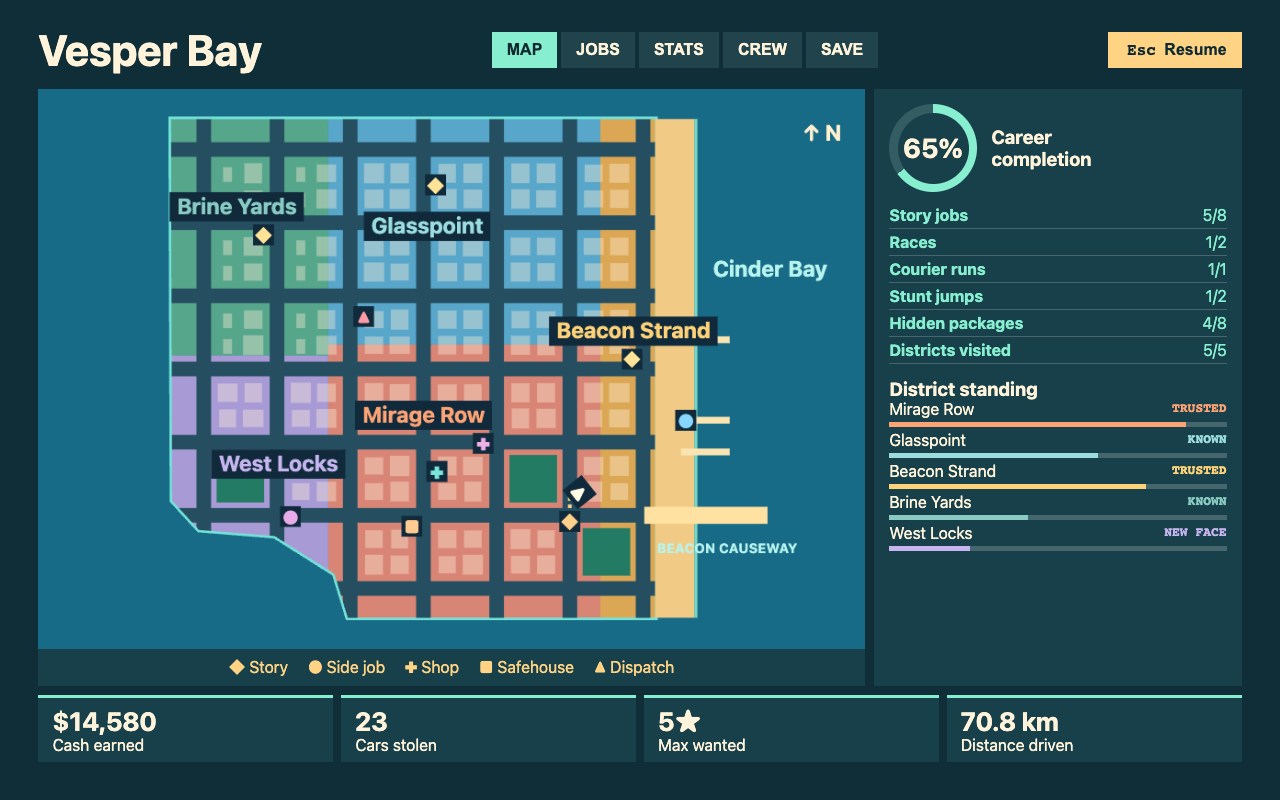 Vesper Bay
MAP
JOBS
STATS
CREW
SAVE
Esc Resume
N
Brine Yards
Glasspoint
Cinder Bay
Beacon Strand
Mirage Row
West Locks
BEACON CAUSEWAY
Story
Side job
Shop
Safehouse
Dispatch
65%
Career
completion
Story jobs 5/8
Races 1/2
Courier runs 1/1
Stunt jumps 1/2
Hidden packages 4/8
Districts visited 5/5
District standing
Mirage Row TRUSTED
Glasspoint KNOWN
Beacon Strand TRUSTED
Brine Yards KNOWN
West Locks NEW FACE
$14,580
Cash earned
23
Cars stolen
5★
Max wanted
70.8 km
Distance driven